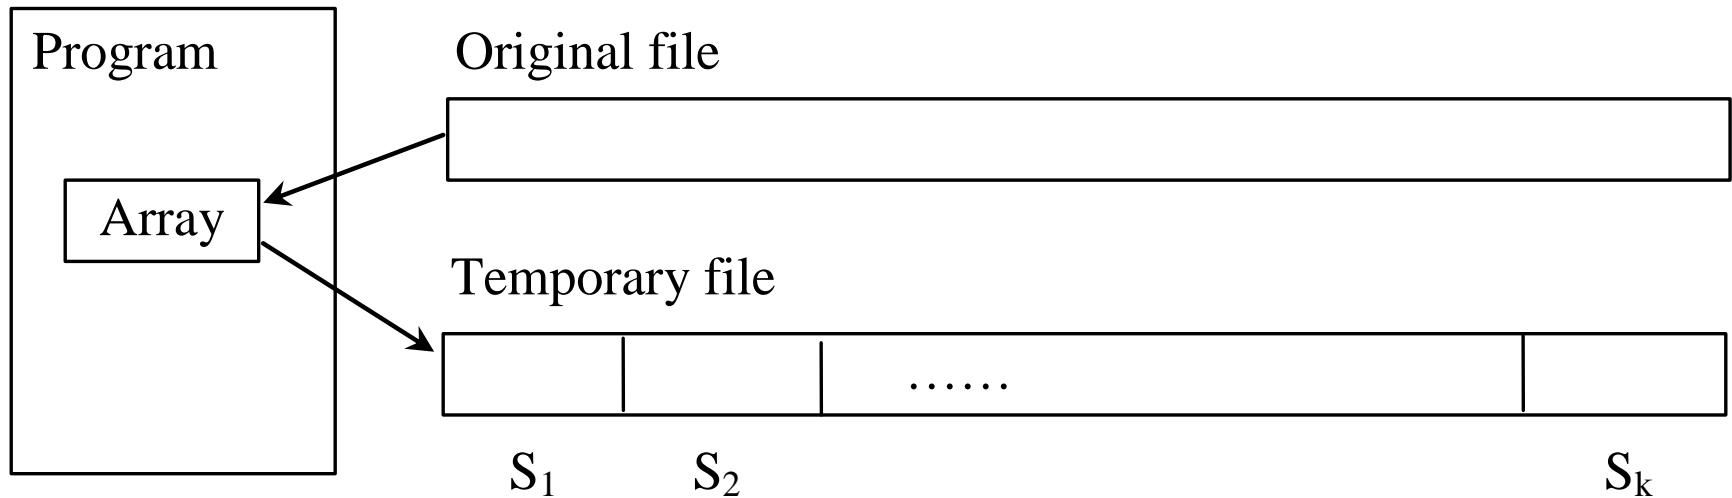 Program
Original file
Array
Temporary file
......
S₁ S₂ Sₖ